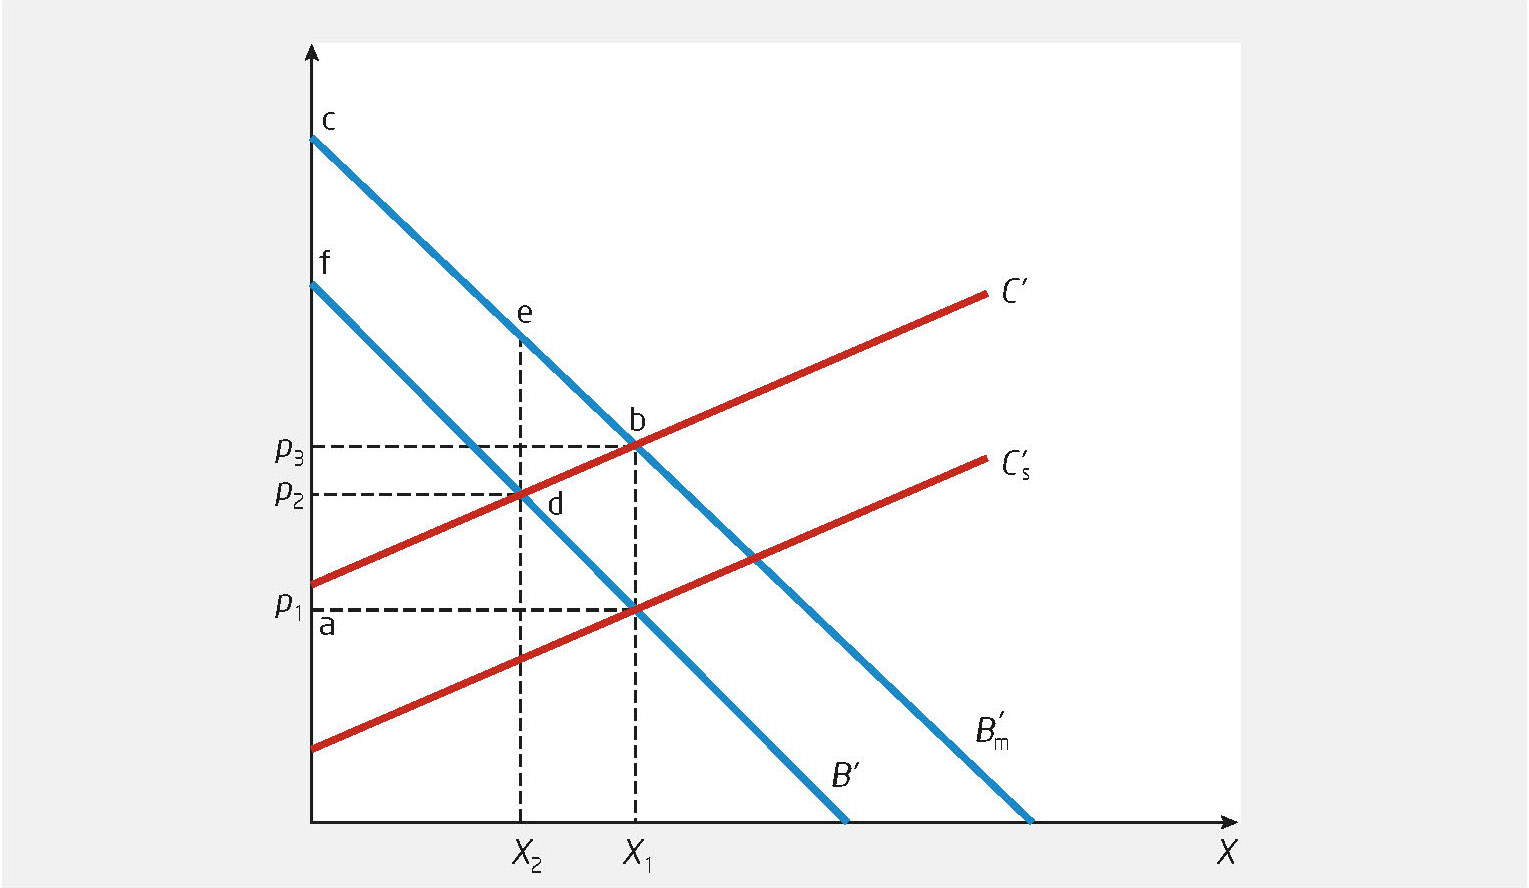 c
f
e
C′
b
p₃
C′ₛ
p₂
d
p₁
a
B′ₘ
B′
X₂
X₁
X